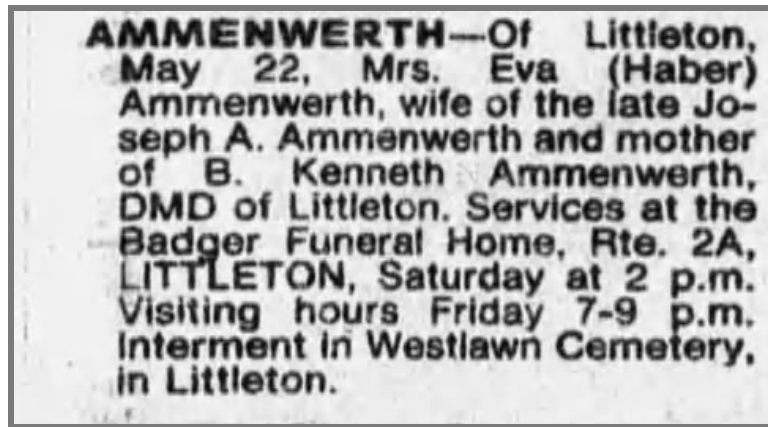 AMMENWERTH—Of Littleton,
May 22, Mrs. Eva (Haber)
Ammenwerth, wife of the late Jo-
seph A. Ammenwerth and mother
of B. Kenneth Ammenwerth,
DMD of Littleton. Services at the
Badger Funeral Home, Rte. 2A,
LITTLETON, Saturday at 2 p.m.
Visiting hours Friday 7-9 p.m.
Interment in Westlawn Cemetery,
in Littleton.